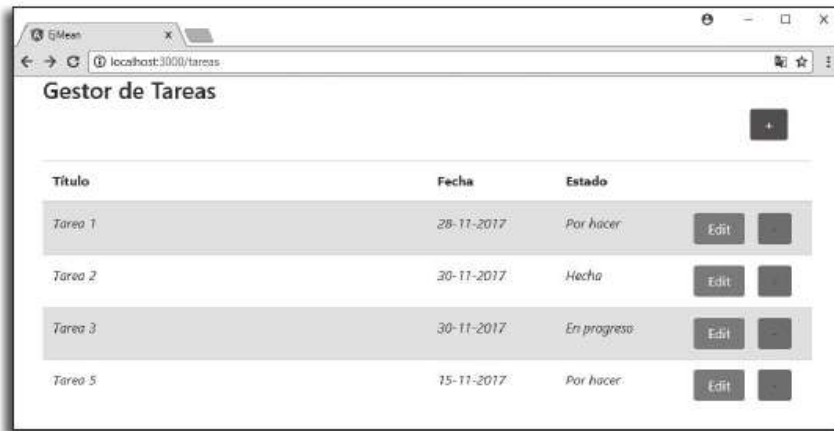 EjMean
localhost:3000/tareas
Gestor de Tareas
+
Título Fecha Estado
Tarea 1 28-11-2017 Por hacer Edit -
Tarea 2 30-11-2017 Hecha Edit -
Tarea 3 30-11-2017 En progreso Edit -
Tarea 5 15-11-2017 Por hacer Edit -